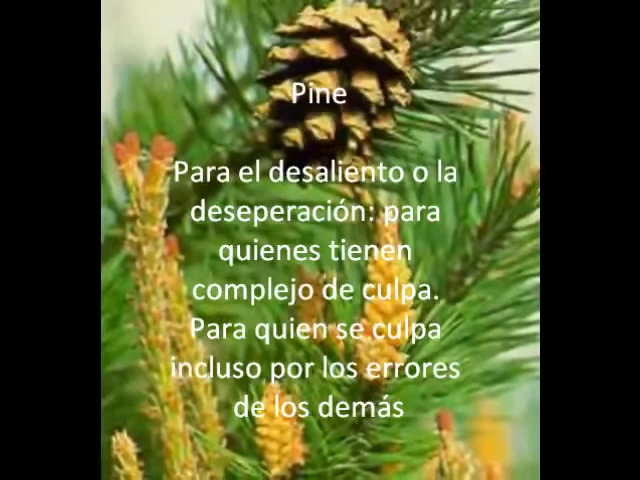 Pine
Para el desaliento o la
deseperación: para
quienes tienen
complejo de culpa.
Para quien se culpa
incluso por los errores
de los demás